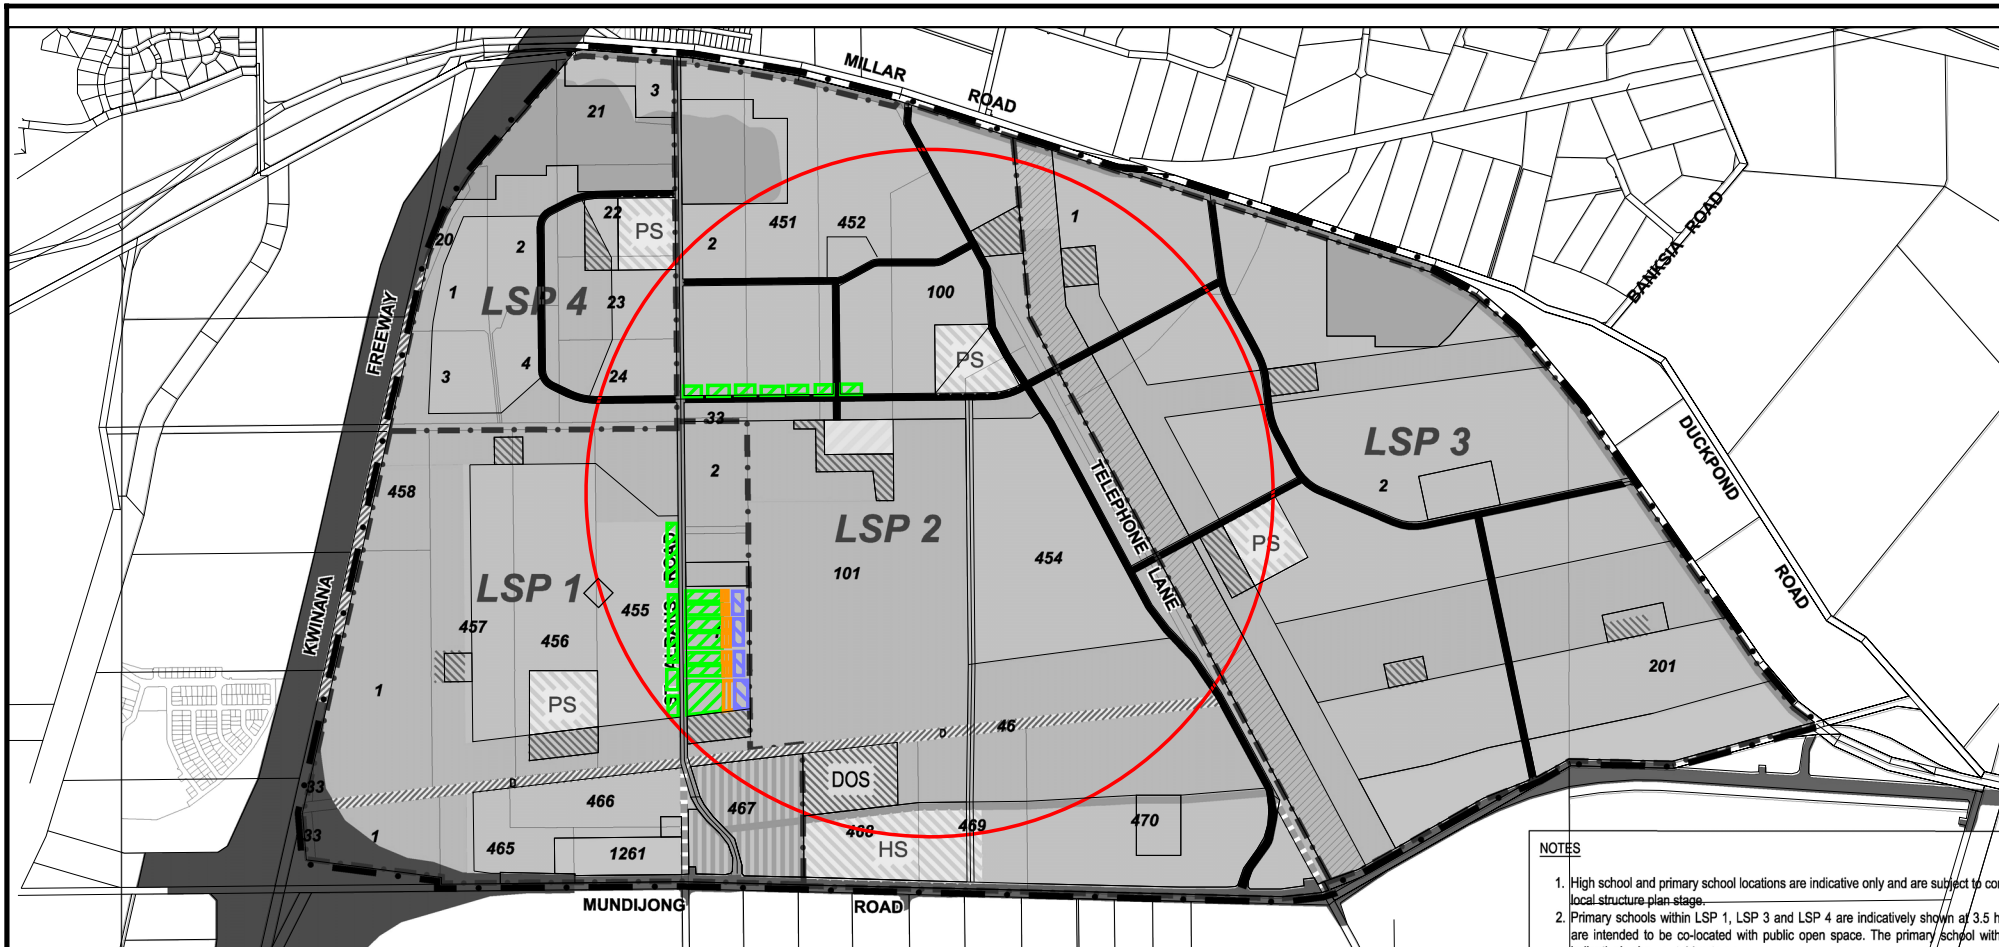 MILLAR
ROAD
3
21
BANKSIA ROAD
22
PS
451
452
1
20
2
2
FREEWAY
1
LSP 4
23
100
PS
3
4
24
33
DUCKPOND
ROAD
LSP 3
2
458
2
TELEPHONE
LANE
LSP 2
454
PS
101
KWINANA
LSP 1
455
ROAD
457
456
201
1
PS
46
D
D
DOS
33
466
467
468
469
470
33
1
465
1261
HS
MUNDIJONG
ROAD
NOTES
1. High school and primary school locations are indicative only and are subject to con
local structure plan stage.
2. Primary schools within LSP 1, LSP 3 and LSP 4 are indicatively shown at 3.5 h
are intended to be co-located with public open space. The primary school with